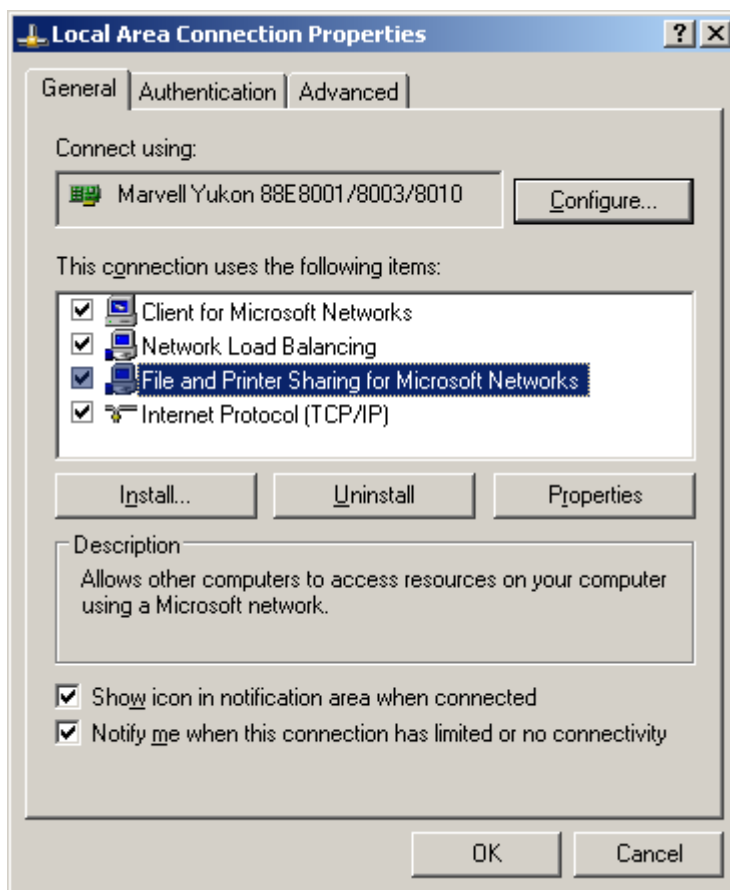 Local Area Connection Properties
General Authentication Advanced
Connect using:
Marvell Yukon 88E8001/8003/8010
Configure...
This connection uses the following items:
Client for Microsoft Networks
Network Load Balancing
File and Printer Sharing for Microsoft Networks
Internet Protocol (TCP/IP)
Install... Uninstall Properties
Description
Allows other computers to access resources on your computer
using a Microsoft network.
Show icon in notification area when connected
Notify me when this connection has limited or no connectivity
OK Cancel